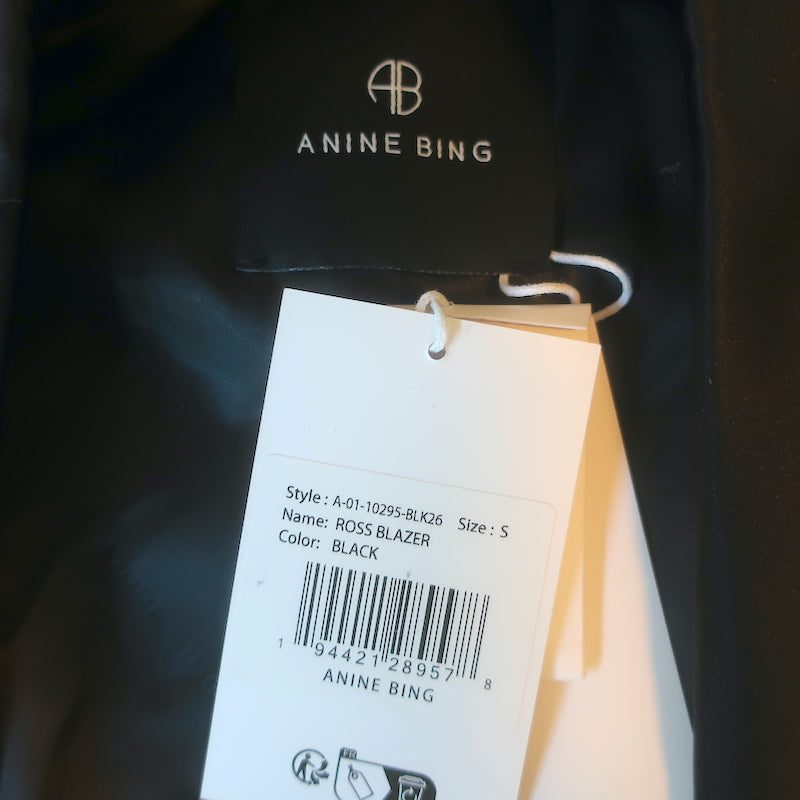 AB
ANINE BING
Style : A-01-10295-BLK26 Size : S
Name: ROSS BLAZER
Color: BLACK
1 94421 28957 8
ANINE BING
FR